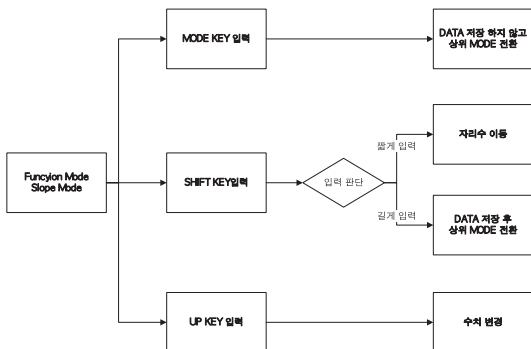 MODE KEY 입력
DATA 저장 하지 않고
상위 MODE 전환
짧게 입력
자리수 이동
Funcyion Mode
Slope Mode
SHIFT KEY입력
입력 판단
길게 입력
DATA 저장 후
상위 MODE 전환
UP KEY 입력
수치 변경